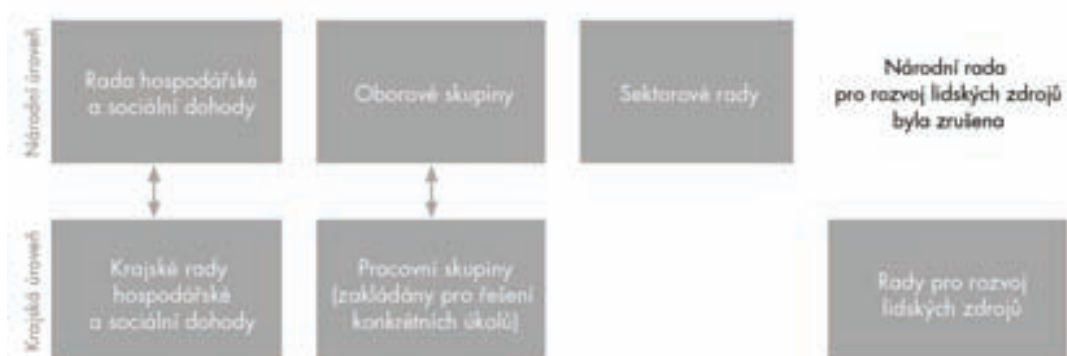 Národní úroveň
Rada hospodářské
a sociální dohody
Oborové skupiny
Sektorové rady
Národní rada
pro rozvoj lidských zdrojů
byla zrušena
Krajská úroveň
Krajské rady
hospodářské
a sociální dohody
Pracovní skupiny
(zakládány pro řešení
konkrétních úkolů)
Rady pro rozvoj
lidských zdrojů